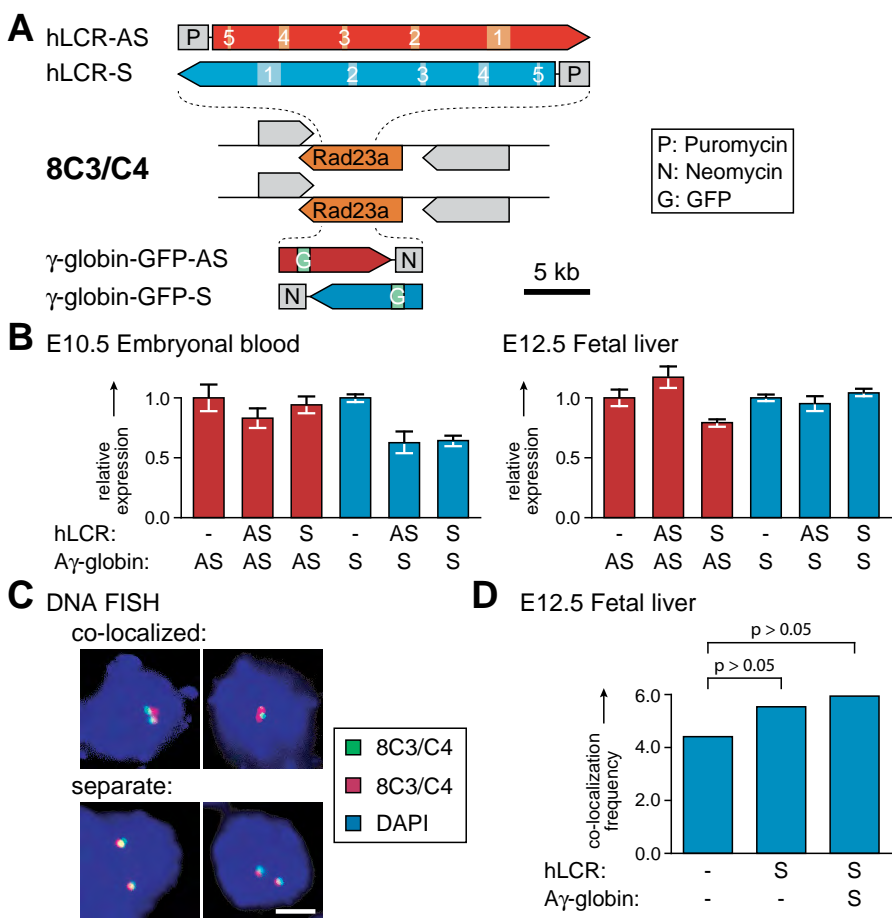 A
hLCR-AS P 5 4 3 2 1
hLCR-S 1 2 3 4 5 P
8C3/C4
Rad23a
Rad23a
P: Puromycin
N: Neomycin
G: GFP
γ-globin-GFP-AS G N
γ-globin-GFP-S N G
5 kb
B E10.5 Embryonal blood
relative
expression
1.0
0.5
0.0
hLCR: - AS S - AS S
Aγ-globin: AS AS AS S S S
E12.5 Fetal liver
relative
expression
1.0
0.5
0.0
- AS S - AS S
AS AS AS S S S
C DNA FISH
co-localized:
separate:
8C3/C4
8C3/C4
DAPI
D E12.5 Fetal liver
p > 0.05
p > 0.05
co-localization
frequency
6.0
4.0
6.0
0.0
hLCR: - S S
Aγ-globin: - - S